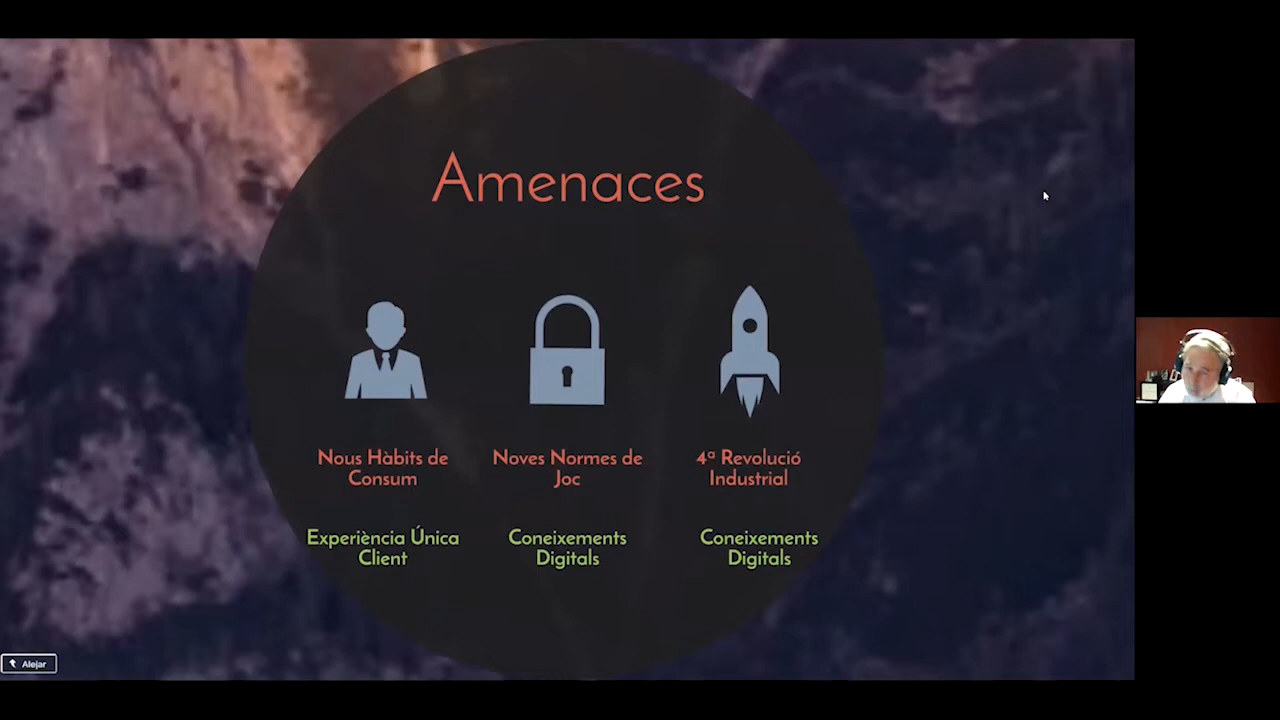 Amenaces
Nous Hàbits de
Consum
Noves Normes de
Joc
4ª Revolució
Industrial
Experiència Única
Client
Coneixements
Digitals
Coneixements
Digitals
Alejar